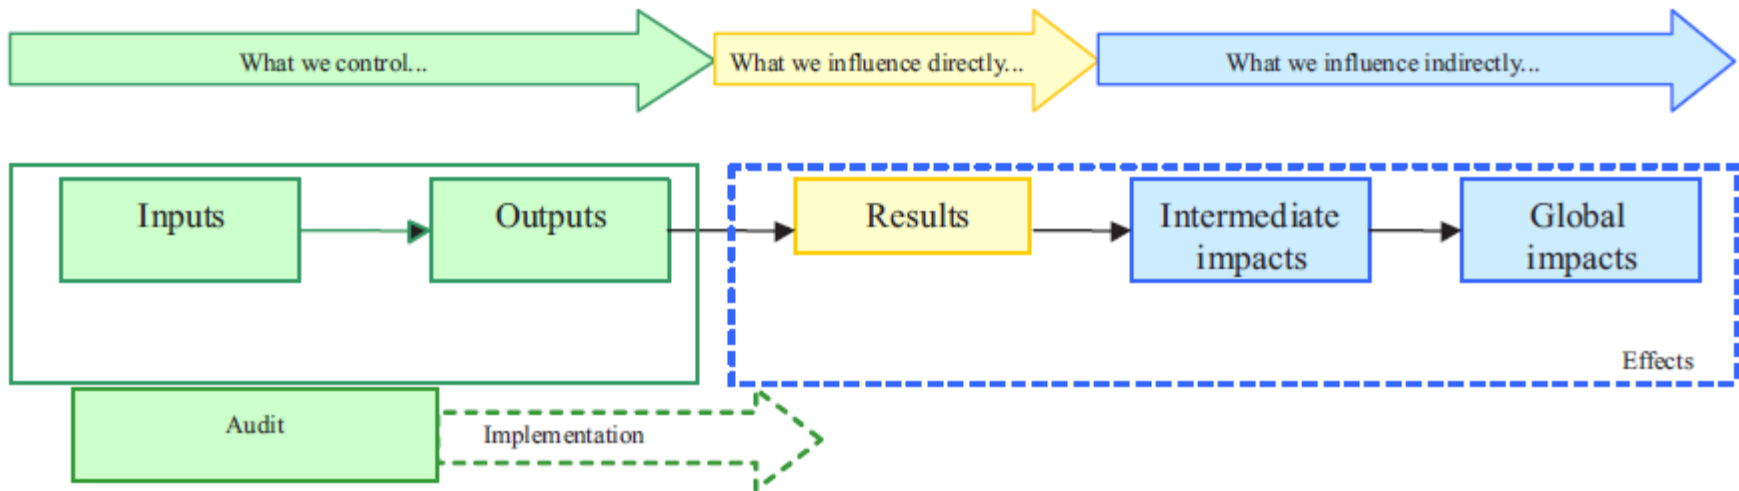 What we control...
What we influence directly...
What we influence indirectly...
Inputs
Outputs
Results
Intermediate
impacts
Global
impacts
Effects
Audit
Implementation